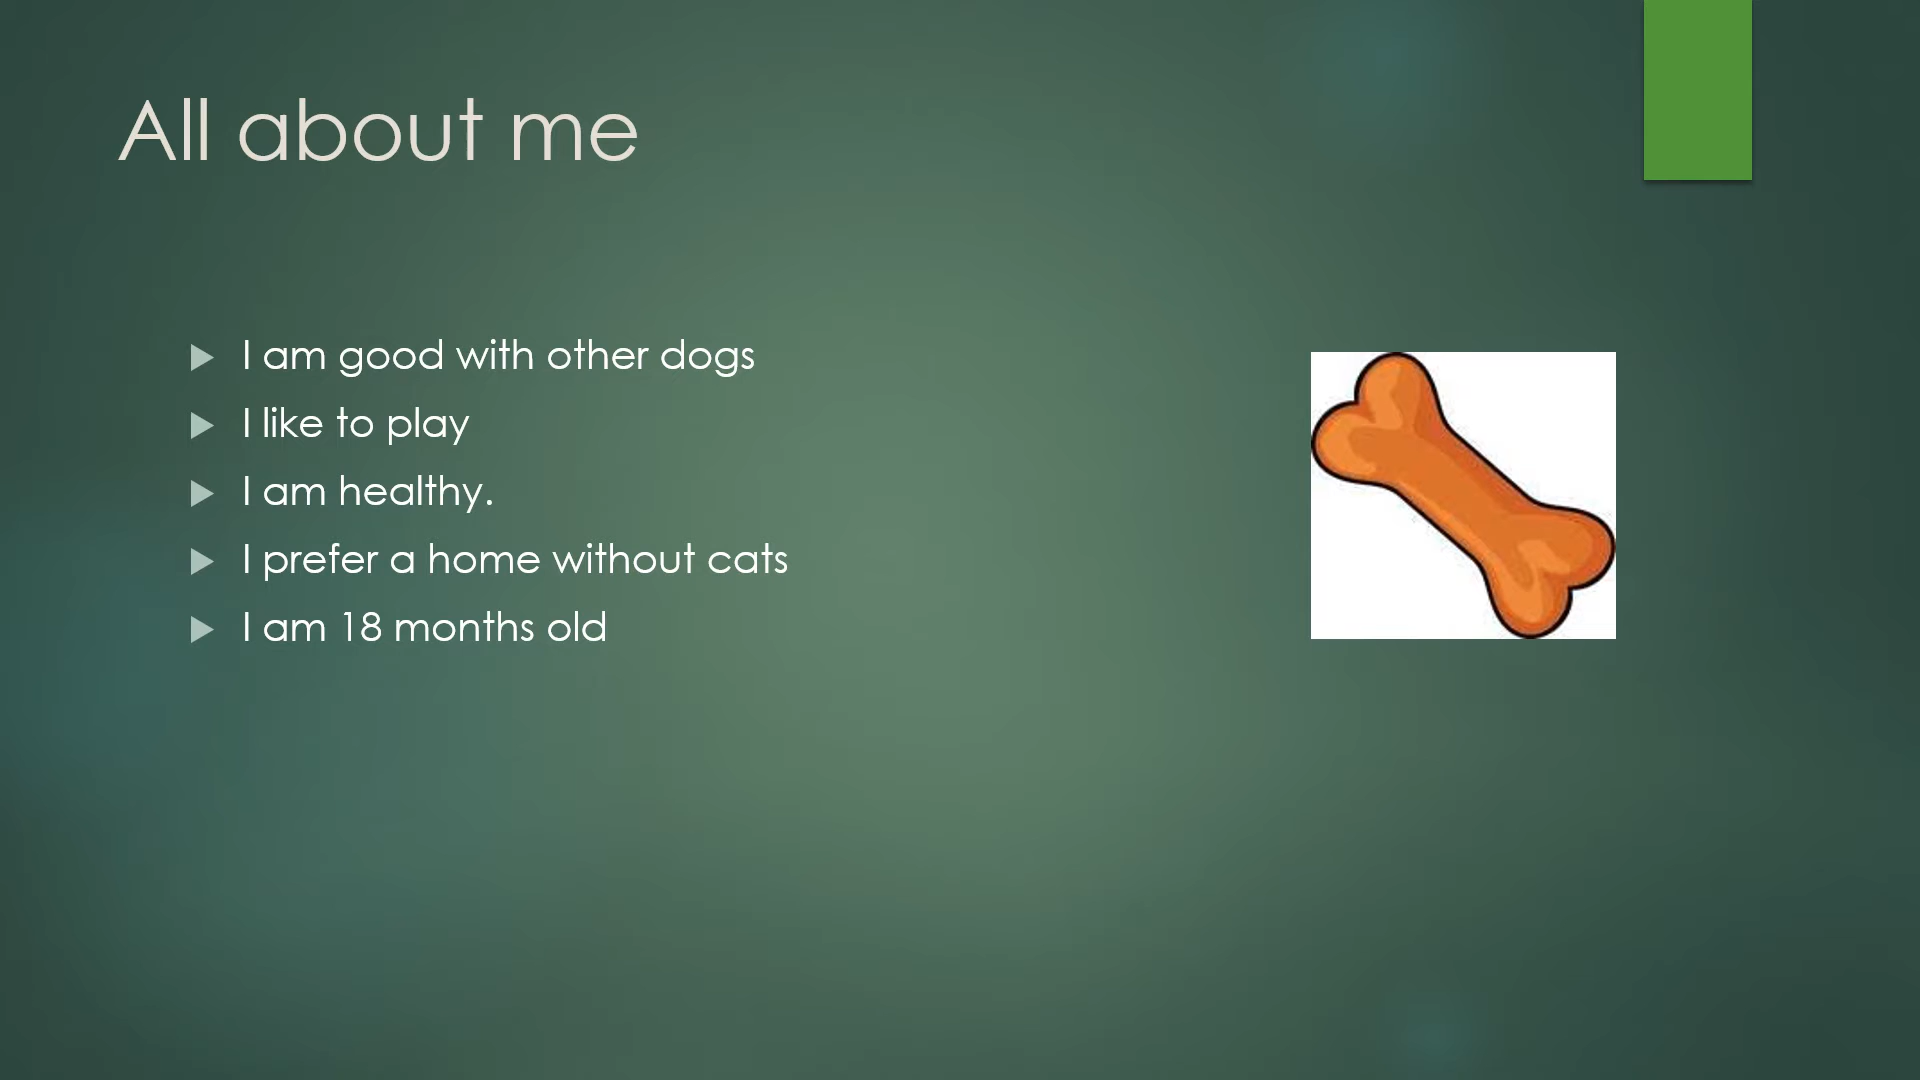 All about me
I am good with other dogs
I like to play
I am healthy.
I prefer a home without cats
I am 18 months old